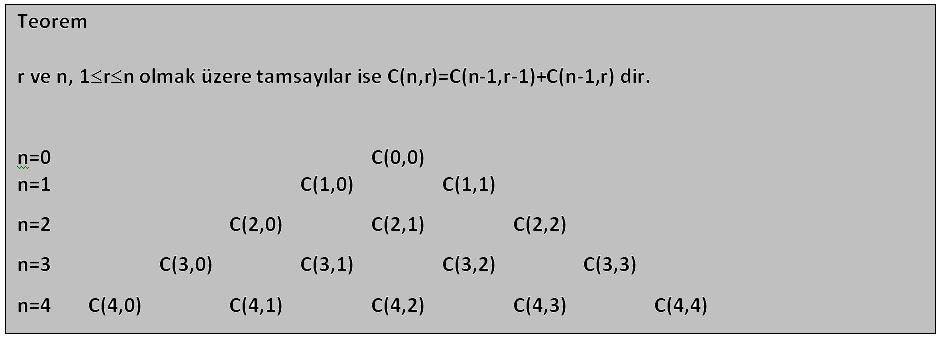 Teorem
r ve n, 1≤r≤n olmak üzere tamsayılar ise C(n,r)=C(n-1,r-1)+C(n-1,r) dir.
n=0 C(0,0)
n=1 C(1,0) C(1,1)
n=2 C(2,0) C(2,1) C(2,2)
n=3 C(3,0) C(3,1) C(3,2) C(3,3)
n=4 C(4,0) C(4,1) C(4,2) C(4,3) C(4,4)